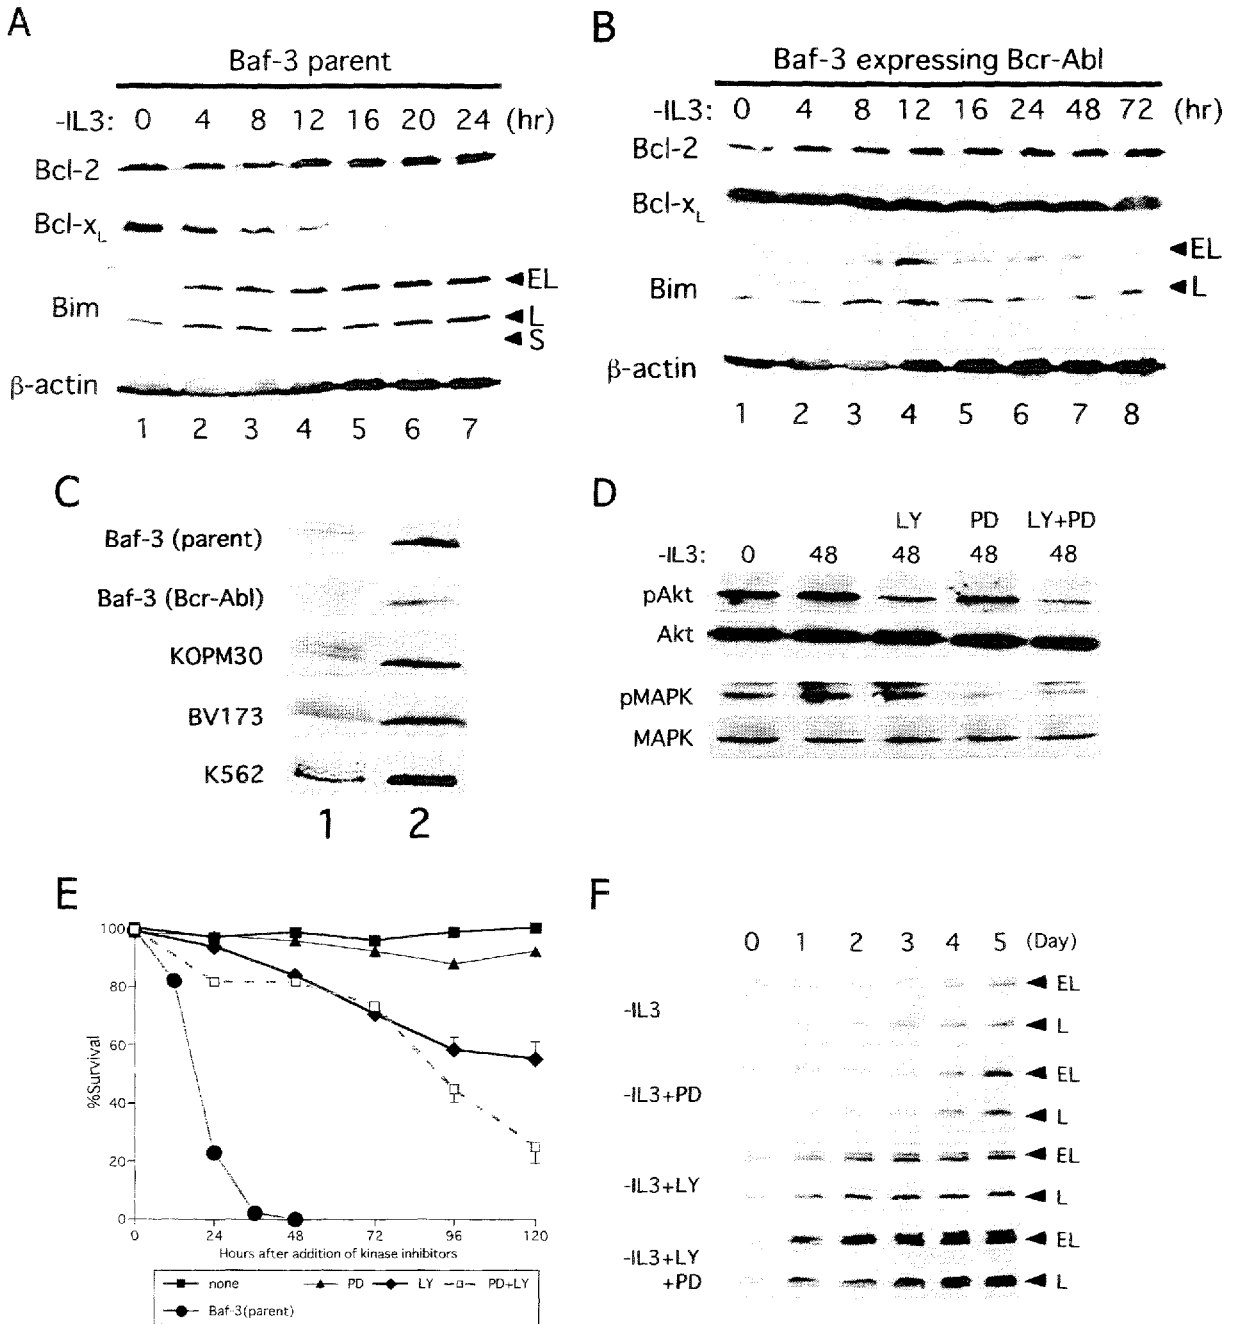 A
Baf-3 parent
-IL3: 0 4 8 12 16 20 24 (hr)
Bcl-2
Bcl-xL
Bim
EL
L
S
β-actin
1 2 3 4 5 6 7
B
Baf-3 expressing Bcr-Abl
-IL3: 0 4 8 12 16 24 48 72 (hr)
Bcl-2
Bcl-xL
Bim
EL
L
β-actin
1 2 3 4 5 6 7 8
C
Baf-3 (parent)
Baf-3 (Bcr-Abl)
KOPM30
BV173
K562
1 2
D
LY PD LY+PD
-IL3: 0 48 48 48 48
pAkt
Akt
pMAPK
MAPK
E
%Survival
100
80
60
40
20
0
0 24 48 72 96 120
Hours after addition of kinase inhibitors
none PD LY PD+LY
Baf-3(parent)
F
0 1 2 3 4 5 (Day)
-IL3
EL
L
-IL3+PD
EL
L
-IL3+LY
EL
L
-IL3+LY
+PD
EL
L